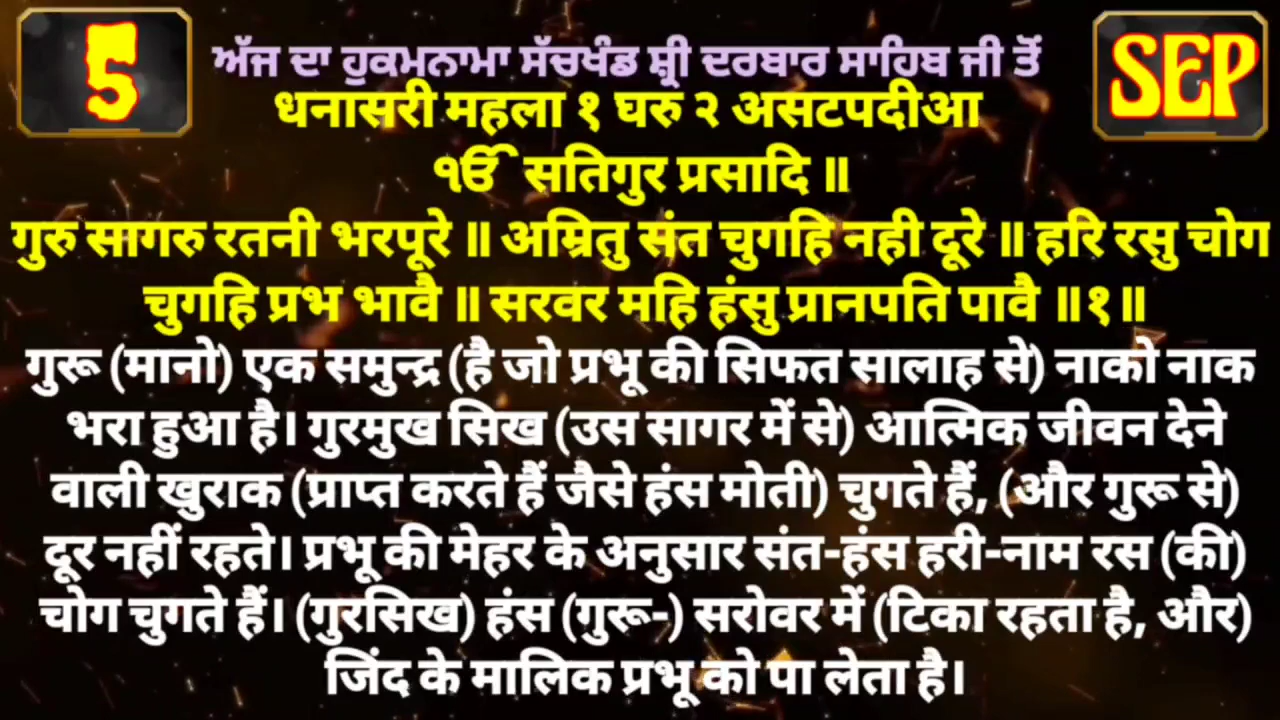 5
SEP
ਅੱਜ ਦਾ ਹੁਕਮਨਾਮਾ ਸੱਚਖੰਡ ਸ਼੍ਰੀ ਦਰਬਾਰ ਸਾਹਿਬ ਜੀ ਤੋਂ
धनासरी महला १ घरु २ असटपदीआ
ੴ सतिगुर प्रसादि ॥
गुरु सागरु रतनी भरपूरे ॥ अम्रितु संत चुगहि नही दूरे ॥ हरि रसु चोग
चुगहि प्रभ भावै ॥ सरवर महि हंसु प्रानपति पावै ॥१॥
गुरू (मानो) एक समुन्द्र (है जो प्रभू की सिफत सालाह से) नाको नाक
भरा हुआ है। गुरमुख सिख (उस सागर में से) आत्मिक जीवन देने
वाली खुराक (प्राप्त करते हैं जैसे हंस मोती) चुगते हैं, (और गुरू से)
दूर नहीं रहते। प्रभू की मेहर के अनुसार संत-हंस हरी-नाम रस (की)
चोग चुगते हैं। (गुरसिख) हंस (गुरू-) सरोवर में (टिका रहता है, और)
जिंद के मालिक प्रभू को पा लेता है।